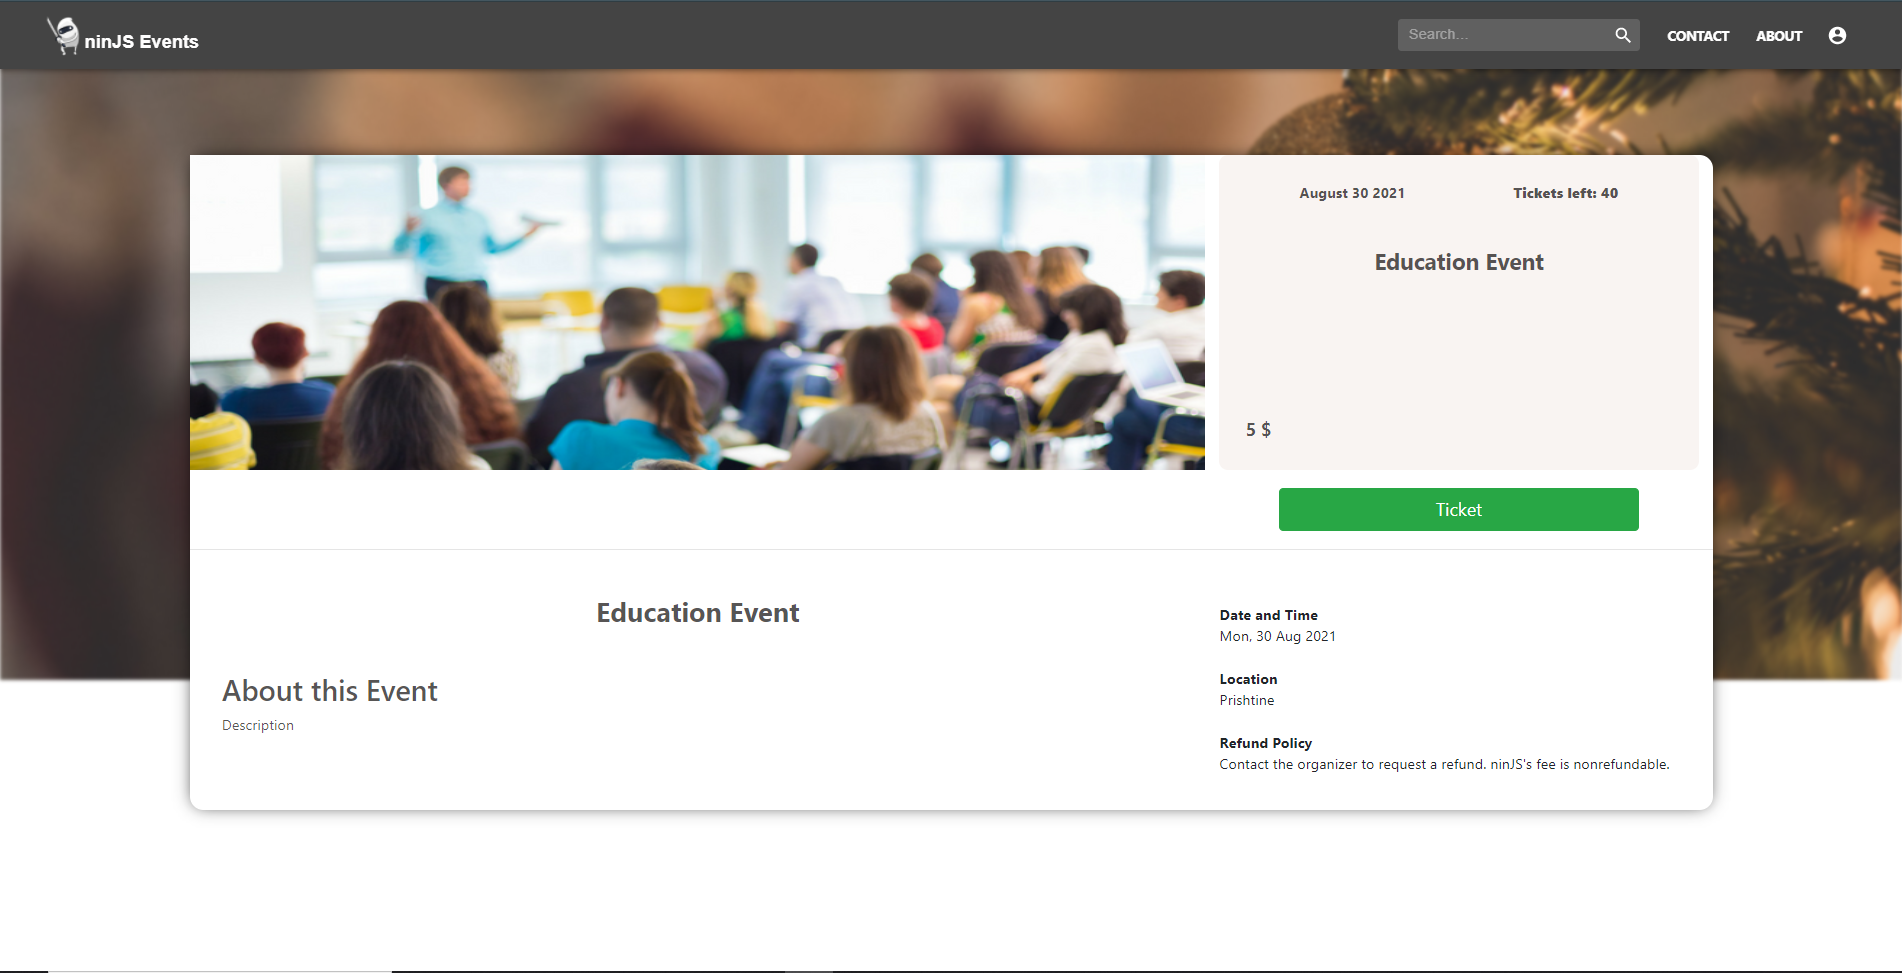 ninJS Events
Search...
CONTACT
ABOUT
August 30 2021
Tickets left: 40
Education Event
5 $
Ticket
Education Event
About this Event
Description
Date and Time
Mon, 30 Aug 2021
Location
Prishtine
Refund Policy
Contact the organizer to request a refund. ninJS's fee is nonrefundable.